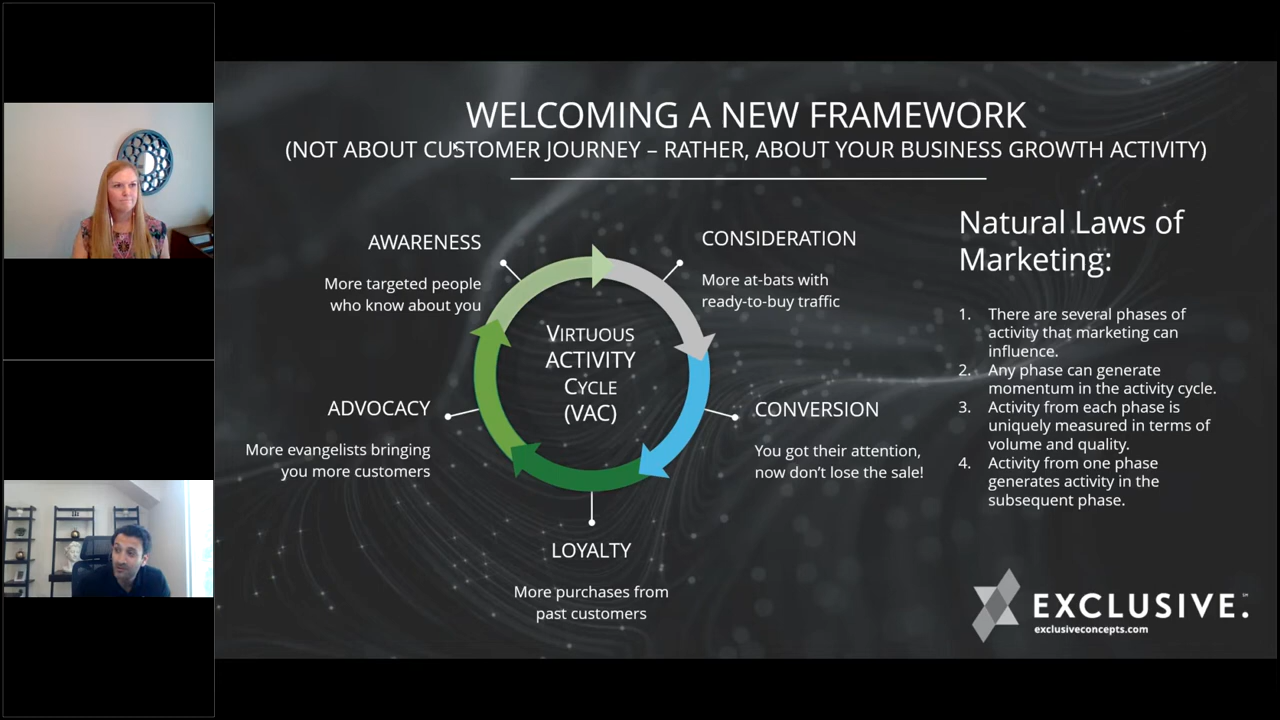 WELCOMING A NEW FRAMEWORK
(NOT ABOUT CUSTOMER JOURNEY – RATHER, ABOUT YOUR BUSINESS GROWTH ACTIVITY)
AWARENESS
More targeted people
who know about you
CONSIDERATION
More at-bats with
ready-to-buy traffic
VIRTUOUS
ACTIVITY
CYCLE
(VAC)
ADVOCACY
More evangelists bringing
you more customers
CONVERSION
You got their attention,
now don't lose the sale!
LOYALTY
More purchases from
past customers
Natural Laws of
Marketing:
1. There are several phases of
activity that marketing can
influence.
2. Any phase can generate
momentum in the activity cycle.
3. Activity from each phase is
uniquely measured in terms of
volume and quality.
4. Activity from one phase
generates activity in the
subsequent phase.
EXCLUSIVE.
exclusiveconcepts.com